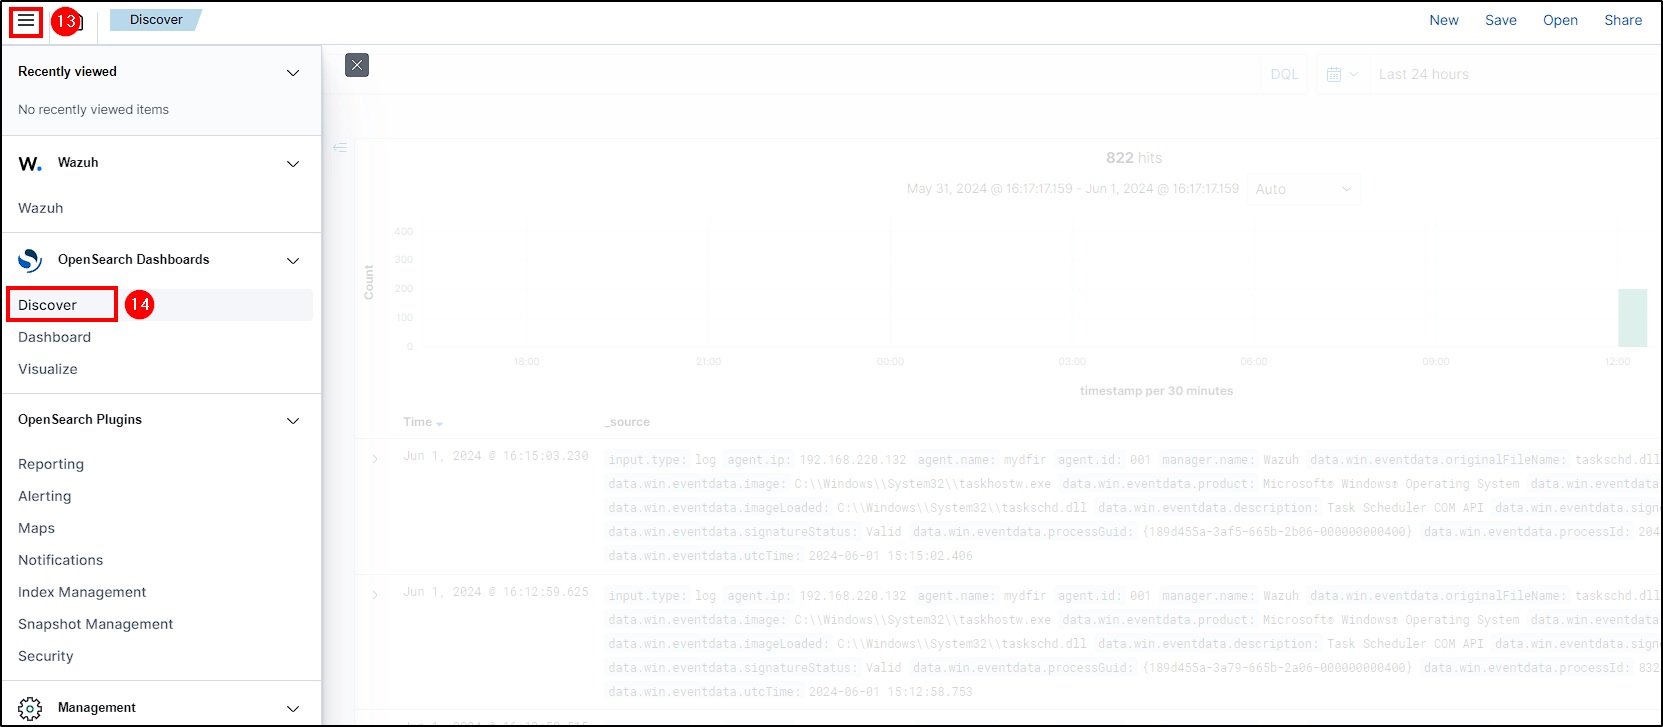 13
Discover
New Save Open Share
Recently viewed
No recently viewed items
W. Wazuh
Wazuh
OpenSearch Dashboards
Discover 14
Dashboard
Visualize
OpenSearch Plugins
Reporting
Alerting
Maps
Notifications
Index Management
Snapshot Management
Security
Management
DQL Last 24 hours
822 hits
May 31, 2024 @ 16:17:17.159 - Jun 1, 2024 @ 16:17:17.159 Auto
Count
400
300
200
100
0
18:00 21:00 00:00 03:00 06:00 09:00 12:00
timestamp per 30 minutes
Time _source
Jun 1, 2024 @ 16:15:03.230 input.type: log agent.ip: 192.168.220.132 agent.name: mydfir agent.id: 001 manager.name: Wazuh data.win.eventdata.originalFileName: taskschd.dll
data.win.eventdata.image: C:\\Windows\\System32\\taskhostw.exe data.win.eventdata.product: Microsoft® Windows® Operating System data.win.eventdata
data.win.eventdata.imageLoaded: C:\\Windows\\System32\\taskschd.dll data.win.eventdata.description: Task Scheduler COM API data.win.eventdata.sign
data.win.eventdata.signatureStatus: Valid data.win.eventdata.processGuid: {189d455a-3af5-665b-2b06-000000000400} data.win.eventdata.processId: 204
data.win.eventdata.utcTime: 2024-06-01 15:15:02.406
Jun 1, 2024 @ 16:12:59.625 input.type: log agent.ip: 192.168.220.132 agent.name: mydfir agent.id: 001 manager.name: Wazuh data.win.eventdata.originalFileName: taskschd.dll
data.win.eventdata.image: C:\\Windows\\System32\\taskhostw.exe data.win.eventdata.product: Microsoft® Windows® Operating System data.win.eventdata
data.win.eventdata.imageLoaded: C:\\Windows\\System32\\taskschd.dll data.win.eventdata.description: Task Scheduler COM API data.win.eventdata.sign
data.win.eventdata.signatureStatus: Valid data.win.eventdata.processGuid: {189d455a-3a79-665b-2a06-000000000400} data.win.eventdata.processId: 832
data.win.eventdata.utcTime: 2024-06-01 15:12:58.753